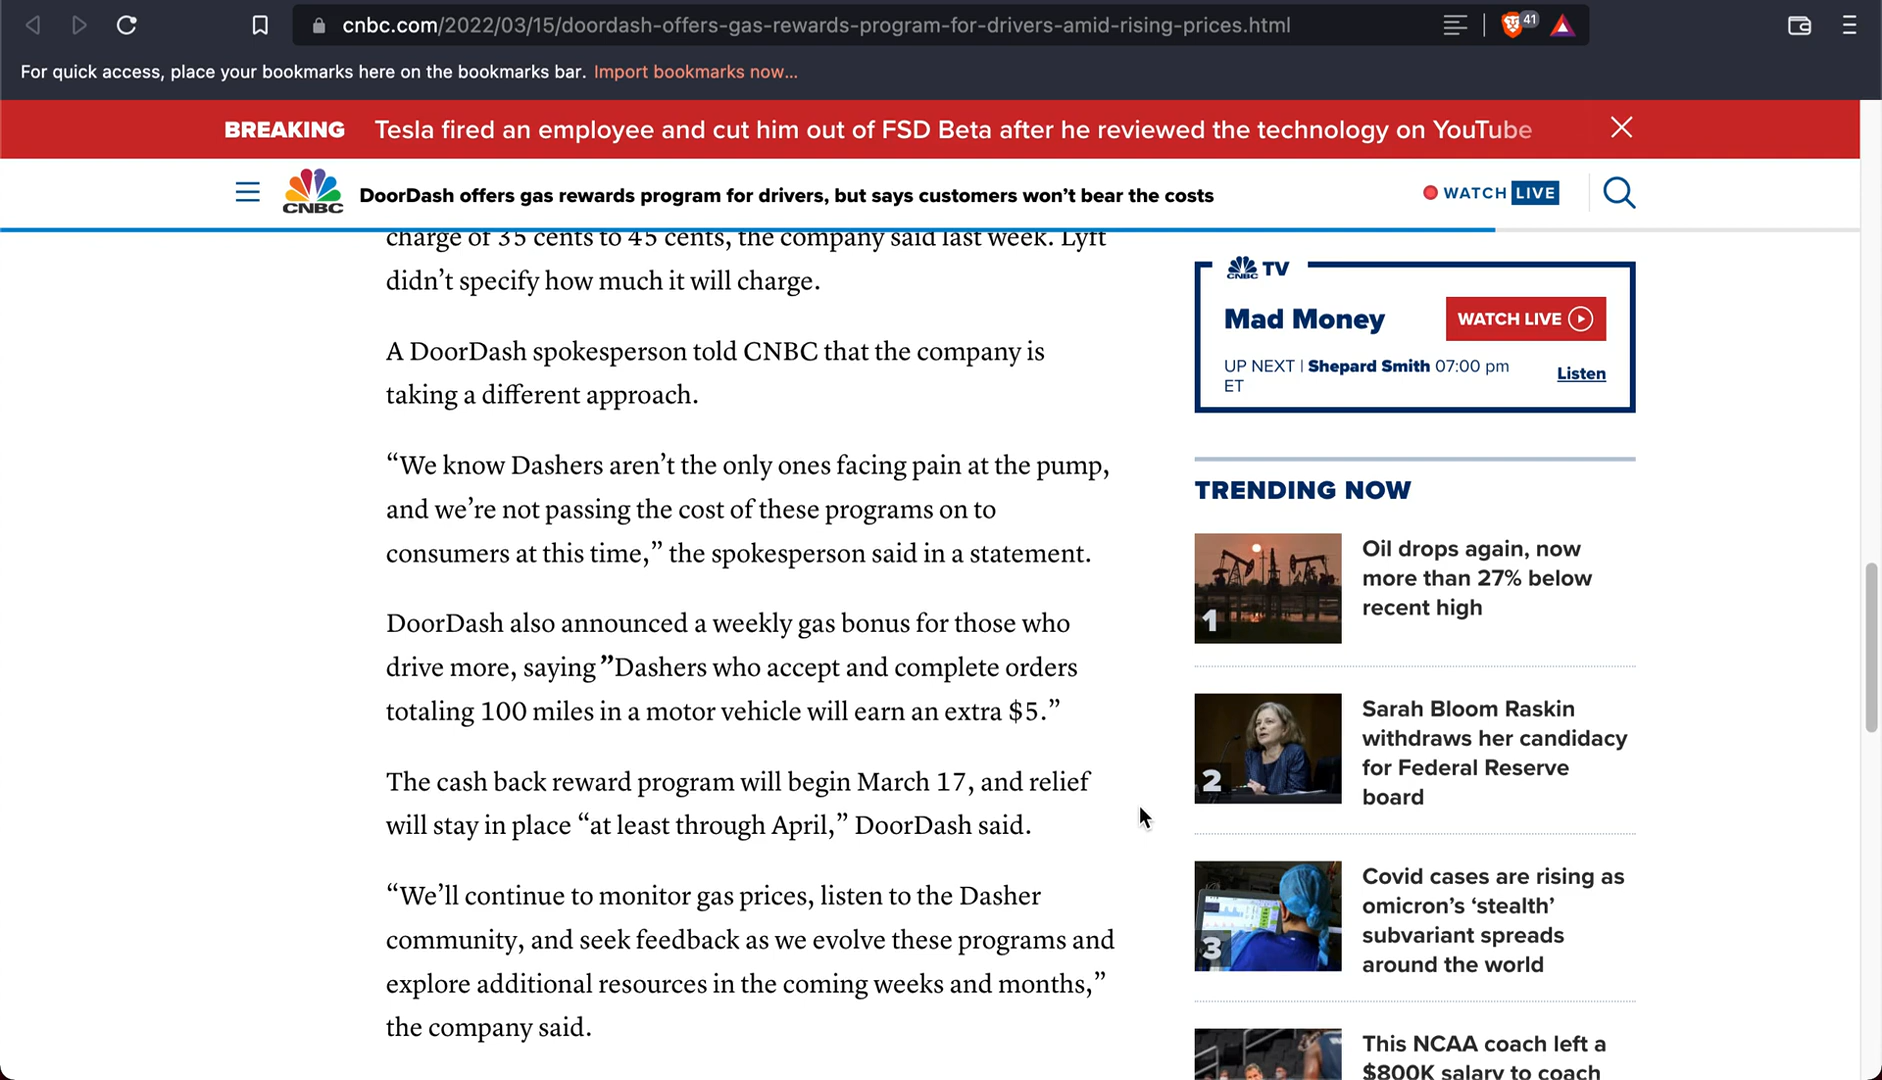 cnbc.com/2022/03/15/doordash-offers-gas-rewards-program-for-drivers-amid-rising-prices.html
41
For quick access, place your bookmarks here on the bookmarks bar. Import bookmarks now...
BREAKING Tesla fired an employee and cut him out of FSD Beta after he reviewed the technology on YouTube
CNBC
DoorDash offers gas rewards program for drivers, but says customers won’t bear the costs
WATCH LIVE
charge of 35 cents to 45 cents, the company said last week. Lyft
didn’t specify how much it will charge.
A DoorDash spokesperson told CNBC that the company is
taking a different approach.
“We know Dashers aren’t the only ones facing pain at the pump,
and we’re not passing the cost of these programs on to
consumers at this time,” the spokesperson said in a statement.
DoorDash also announced a weekly gas bonus for those who
drive more, saying ”Dashers who accept and complete orders
totaling 100 miles in a motor vehicle will earn an extra $5.”
The cash back reward program will begin March 17, and relief
will stay in place “at least through April,” DoorDash said.
“We’ll continue to monitor gas prices, listen to the Dasher
community, and seek feedback as we evolve these programs and
explore additional resources in the coming weeks and months,”
the company said.
CNBC TV
Mad Money
WATCH LIVE
UP NEXT | Shepard Smith 07:00 pm
ET
Listen
TRENDING NOW
1
Oil drops again, now
more than 27% below
recent high
2
Sarah Bloom Raskin
withdraws her candidacy
for Federal Reserve
board
3
Covid cases are rising as
omicron’s ‘stealth’
subvariant spreads
around the world
This NCAA coach left a
$800K salary to coach